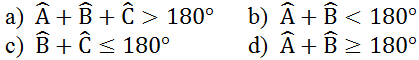 a) Â + B̂ + Ĉ > 180° b) Â + B̂ < 180°
c) B̂ + Ĉ ≤ 180° d) Â + B̂ ≥ 180°